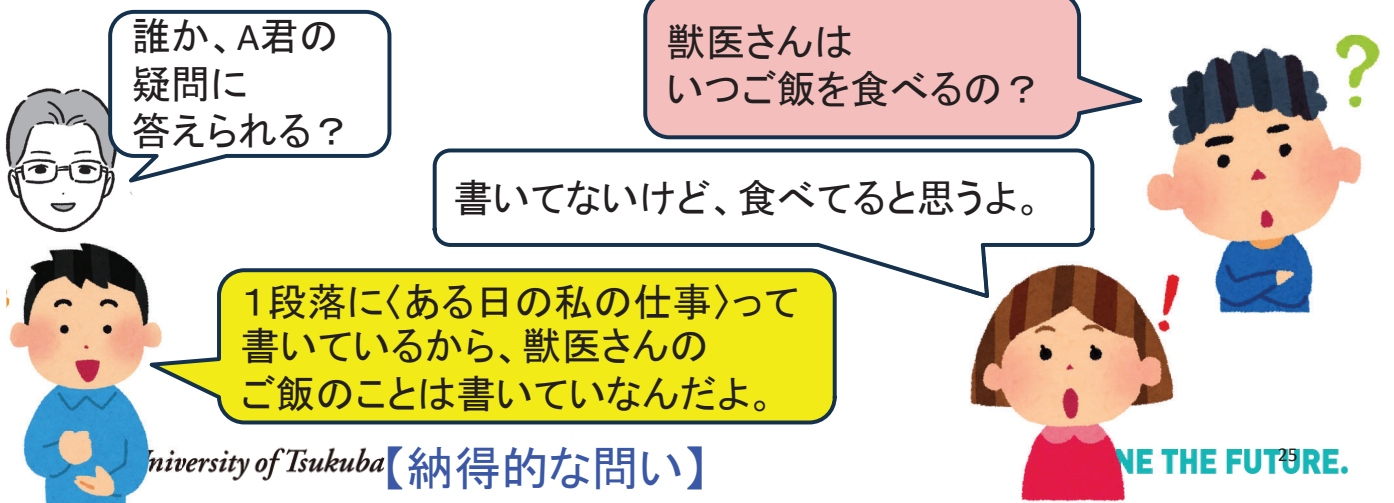 誰か、A君の
疑問に
答えられる？
獣医さんは
いつご飯を食べるの？
書いてないけど、食べてると思うよ。
１段落に〈ある日の私の仕事〉って
書いているから、獣医さんの
ご飯のことは書いていなんだよ。
?
!
niversity of Tsukuba【納得的な問い】
NE THE FUTURE.
25